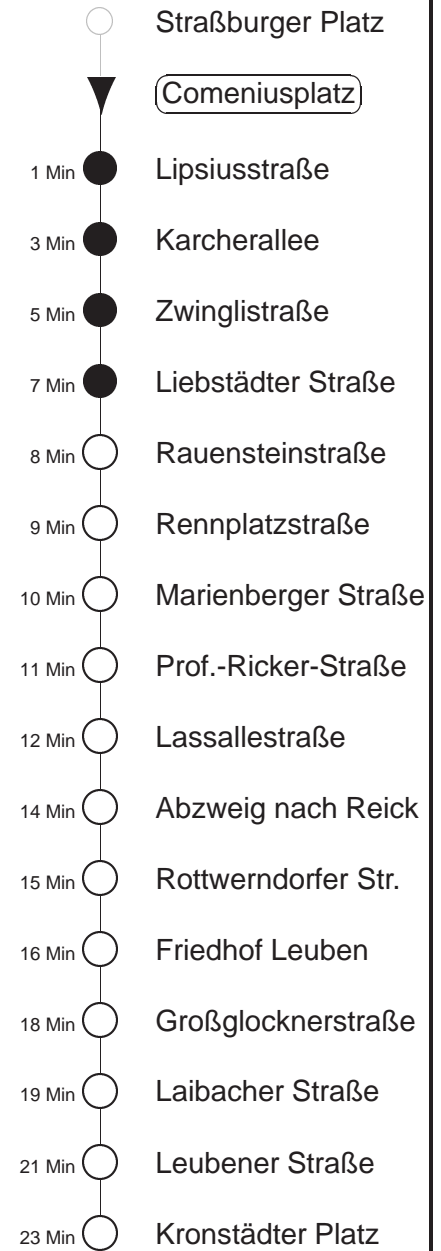 Straßburger Platz
Comeniusplatz
1 Min Lipsiusstraße
3 Min Karcherallee
5 Min Zwinglistraße
7 Min Liebstädter Straße
8 Min Rauensteinstraße
9 Min Rennplatzstraße
10 Min Marienberger Straße
11 Min Prof.-Ricker-Straße
12 Min Lassallestraße
14 Min Abzweig nach Reick
15 Min Rottwerndorfer Str.
16 Min Friedhof Leuben
18 Min Großglocknerstraße
19 Min Laibacher Straße
21 Min Leubener Straße
23 Min Kronstädter Platz